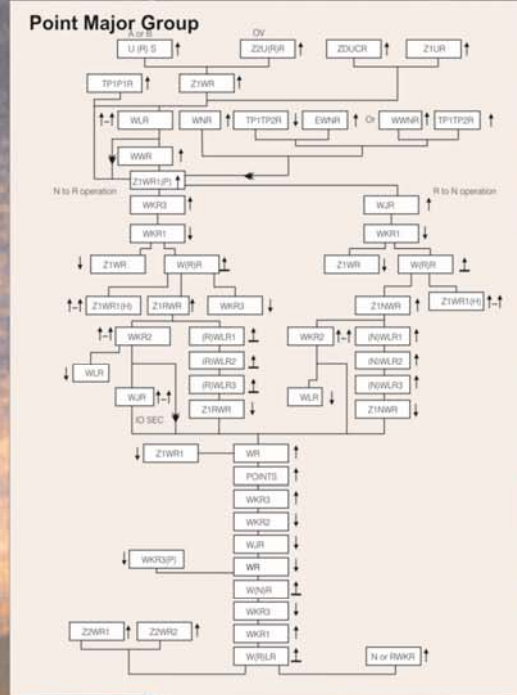 Point Major Group
A or B
OV
U (R) S
Z2U(R)R
ZDUCR
Z1UR
TP1P1R
Z1WR
WLR
WNR
TP1TP2R
EWNR
Or
WWNR
TP1TP2R
WWR
Z1WR1(P)
N to R operation
R to N operation
WKR3
WJR
WKR1
WKR1
Z1WR
W(R)R
Z1WR
W(R)R
Z1WR1(H)
Z1RWR
WKR3
Z1NWR
Z1WR1(H)
WKR2
(R)WLR1
WKR2
(N)WLR1
WLR
(R)WLR2
(N)WLR2
WJR
(R)WLR3
WLR
(N)WLR3
IO SEC
Z1RWR
Z1NWR
Z1WR1
WR
POINTS
WKR3
WKR2
WJR
WKR3(P)
WR
W(N)R
WKR3
Z2WR1
Z2WR2
WKR1
W(R)LR
N or RWKR